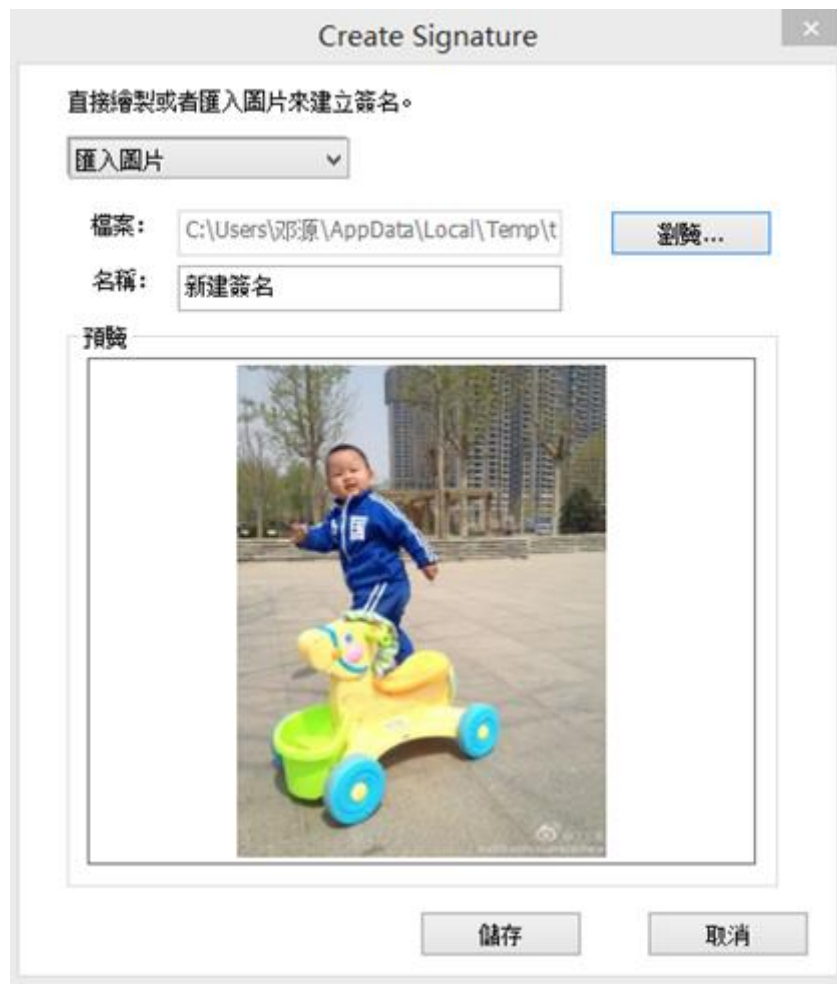 Create Signature
直接繪製或者匯入圖片來建立簽名。
匯入圖片
檔案： C:\Users\邓源\AppData\Local\Temp\t 瀏覽...
名稱： 新建簽名
預覽
儲存 取消